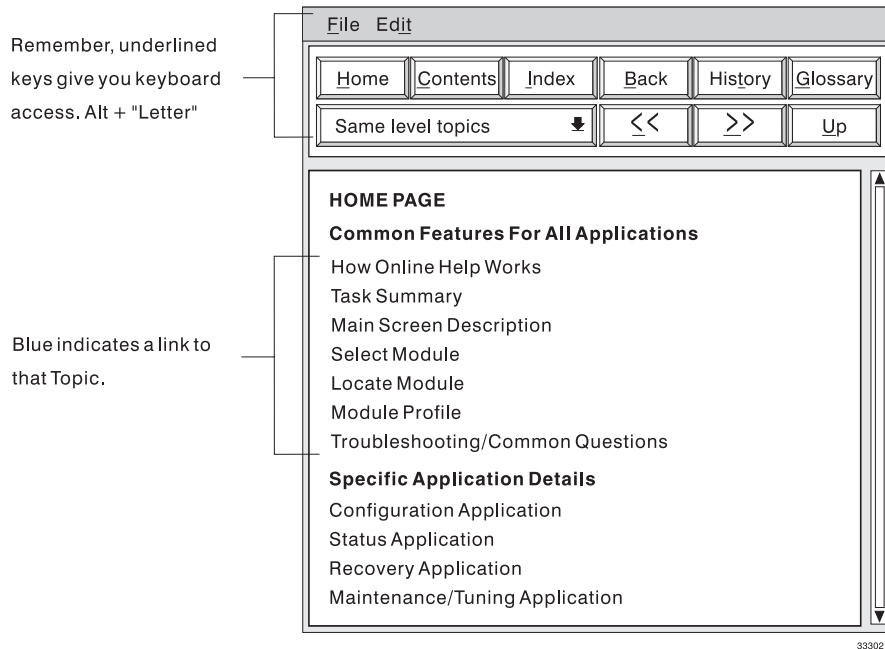 File Edit
Remember, underlined
keys give you keyboard
access. Alt + "Letter"
Home Contents Index Back History Glossary
Same level topics << >> Up
HOME PAGE
Common Features For All Applications
How Online Help Works
Task Summary
Main Screen Description
Select Module
Locate Module
Module Profile
Troubleshooting/Common Questions
Blue indicates a link to
that Topic.
Specific Application Details
Configuration Application
Status Application
Recovery Application
Maintenance/Tuning Application
33302